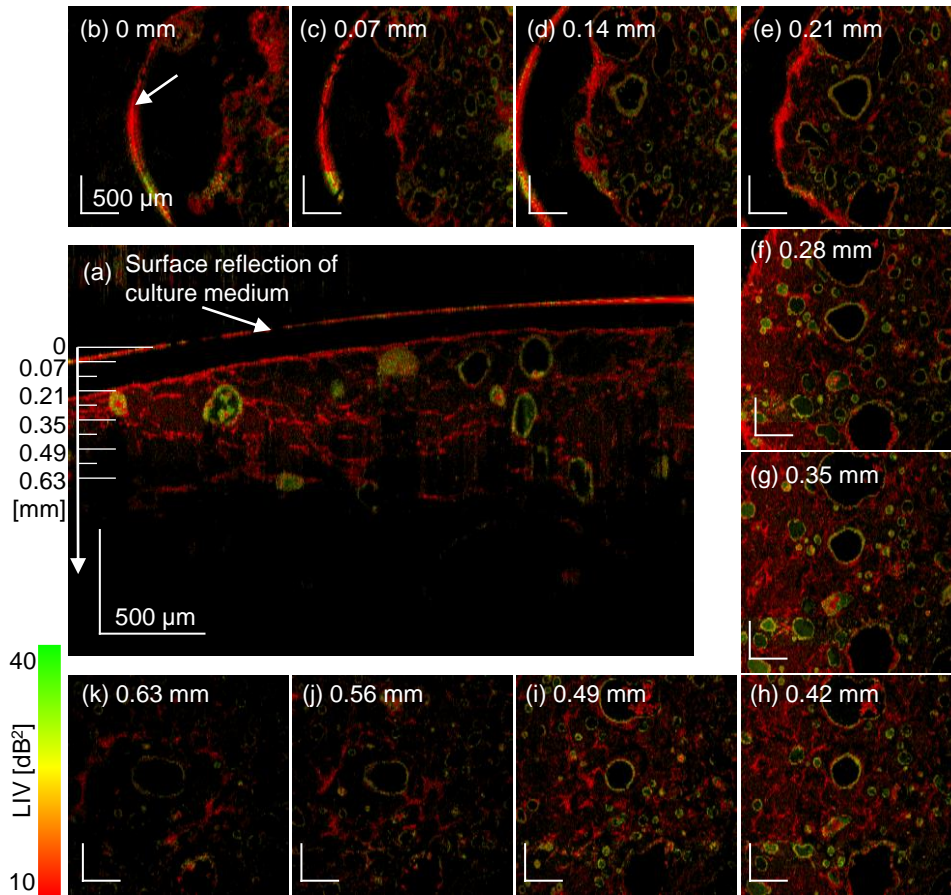 (b) 0 mm
(c) 0.07 mm
(d) 0.14 mm
(e) 0.21 mm
500 µm
(a)
Surface reflection of
culture medium
0
0.07
0.21
0.35
0.49
0.63
[mm]
500 µm
(f) 0.28 mm
(g) 0.35 mm
40
LIV [dB²]
10
(k) 0.63 mm
(j) 0.56 mm
(i) 0.49 mm
(h) 0.42 mm